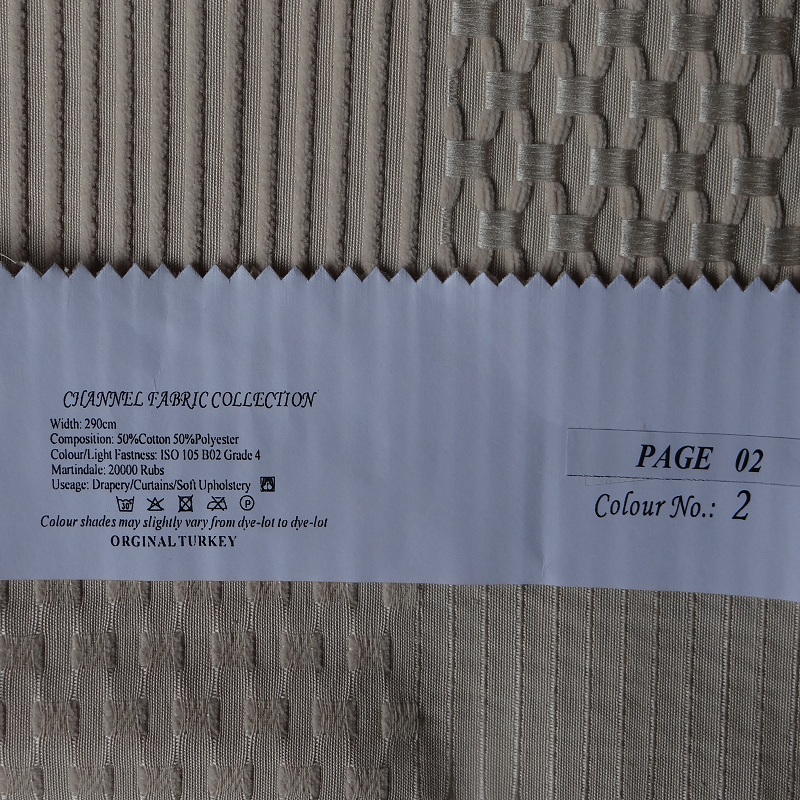 CHANNEL FABRIC COLLECTION
Width: 290cm
Composition: 50%Cotton 50%Polyester
Colour/Light Fastness: ISO 105 B02 Grade 4
Martindale: 20000 Rubs
Useage: Drapery/Curtains/Soft Upholstery
30 P
Colour shades may slightly vary from dye-lot to dye-lot
ORGINAL TURKEY
PAGE 02
Colour No.: 2